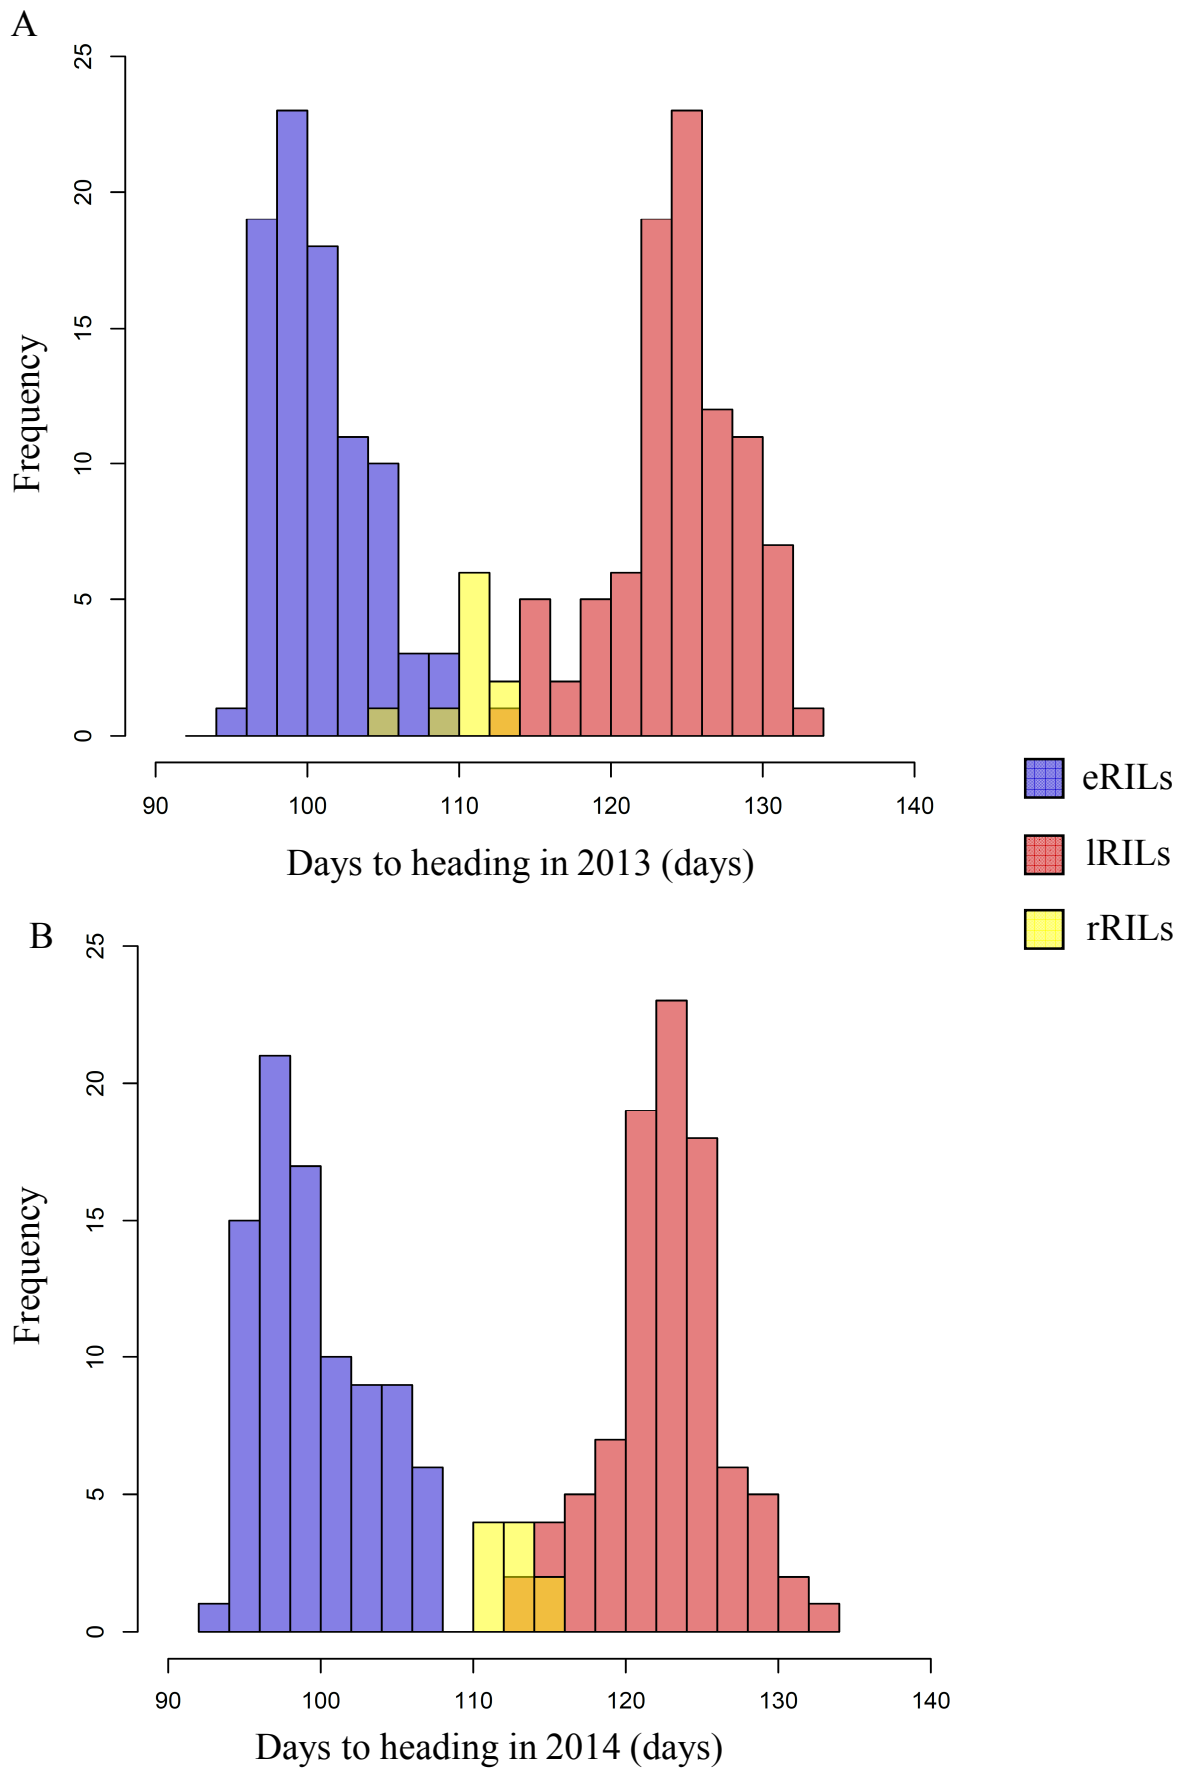 A
25
20
15
10
5
0
Frequency
90 100 110 120 130 140
Days to heading in 2013 (days)
eRILs
lRILs
rRILs
B
25
20
15
10
5
0
Frequency
90 100 110 120 130 140
Days to heading in 2014 (days)